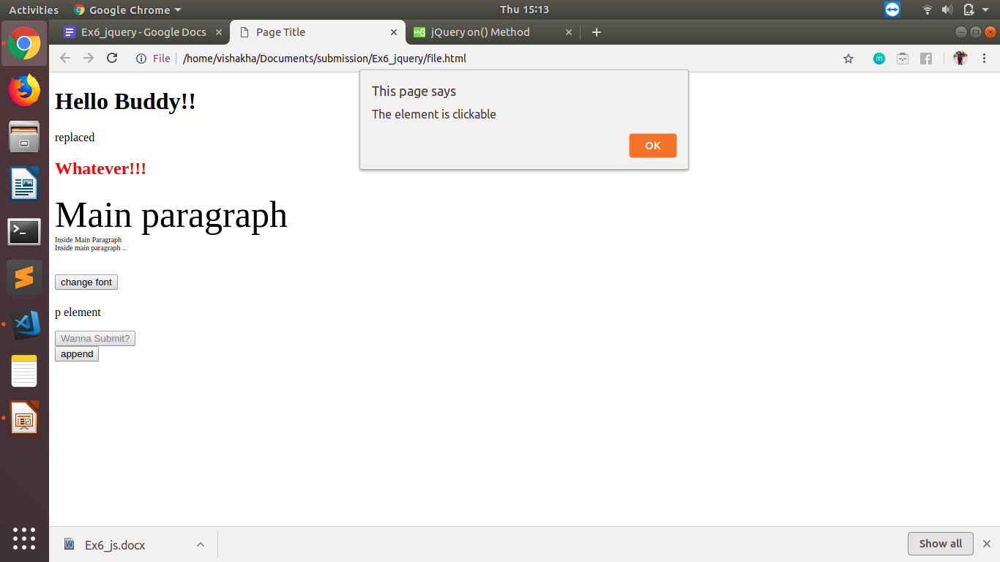 Activities Google Chrome Thu 15:13
Ex6_jquery - Google Docs Page Title jQuery on() Method
File /home/vishakha/Documents/submission/Ex6_jquery/file.html
This page says
The element is clickable
OK
Hello Buddy!!
replaced
Whatever!!!
Main paragraph
Inside Main Paragraph
Inside main paragraph ..
change font
p element
Wanna Submit?
append
Ex6_js.docx Show all